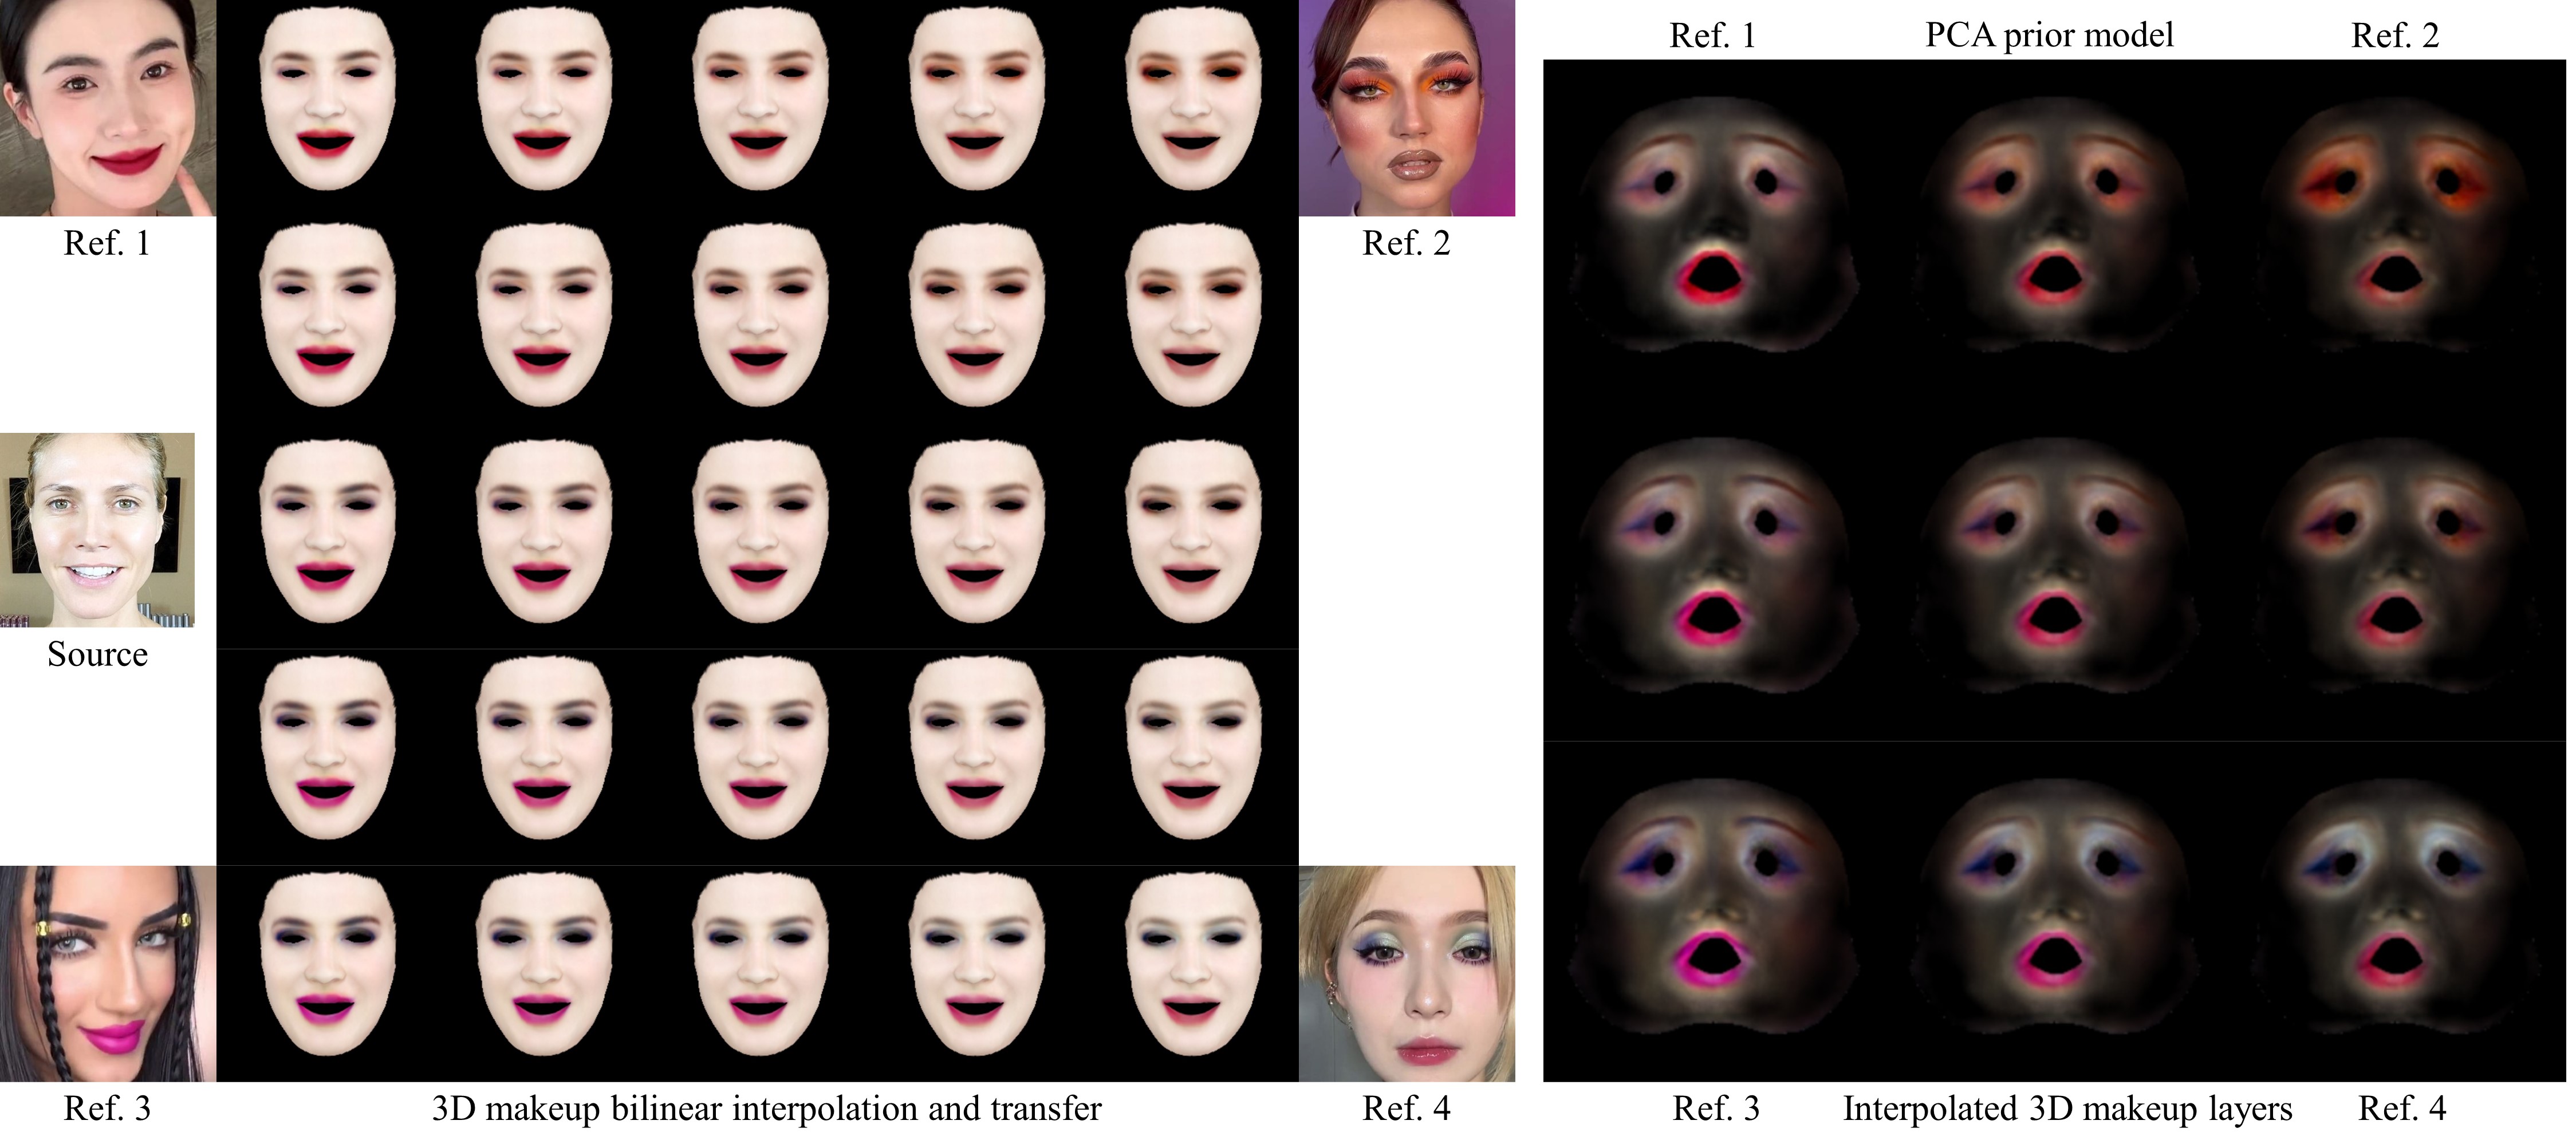 Ref. 1
PCA prior model
Ref. 2
Ref. 1
Ref. 2
Source
Ref. 3
3D makeup bilinear interpolation and transfer
Ref. 4
Ref. 3
Interpolated 3D makeup layers
Ref. 4